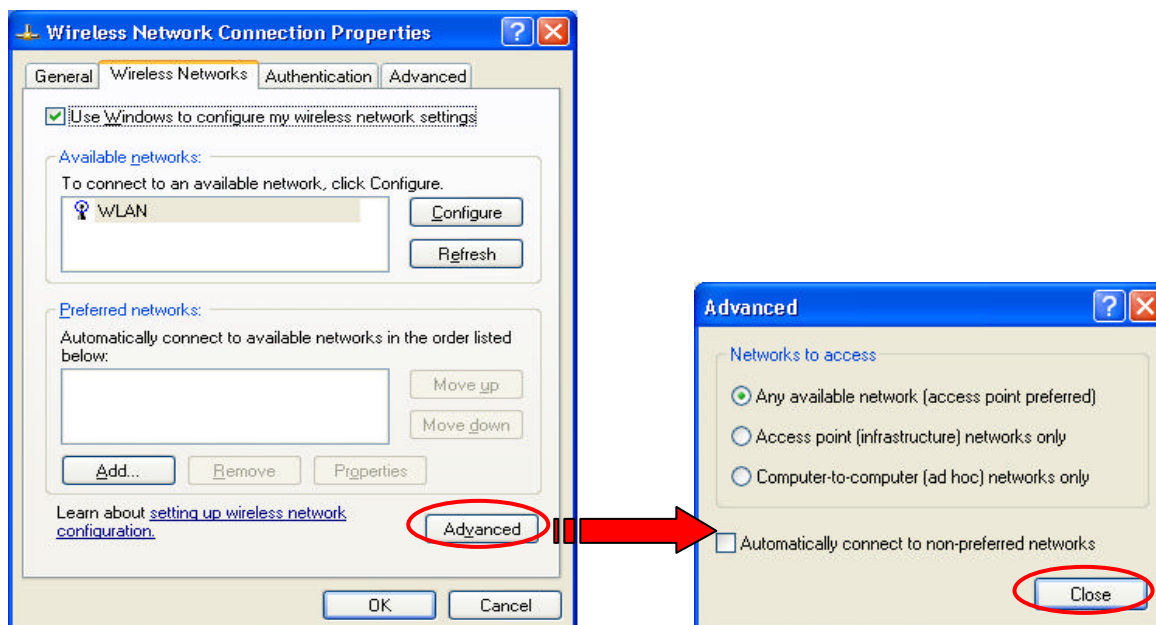 Wireless Network Connection Properties
General Wireless Networks Authentication Advanced
Use Windows to configure my wireless network settings
Available networks:
To connect to an available network, click Configure.
WLAN
Configure
Refresh
Preferred networks:
Automatically connect to available networks in the order listed
below:
Move up
Move down
Add... Remove Properties
Learn about setting up wireless network
configuration.
Advanced
OK Cancel
Advanced
Networks to access
Any available network (access point preferred)
Access point (infrastructure) networks only
Computer-to-computer (ad hoc) networks only
Automatically connect to non-preferred networks
Close